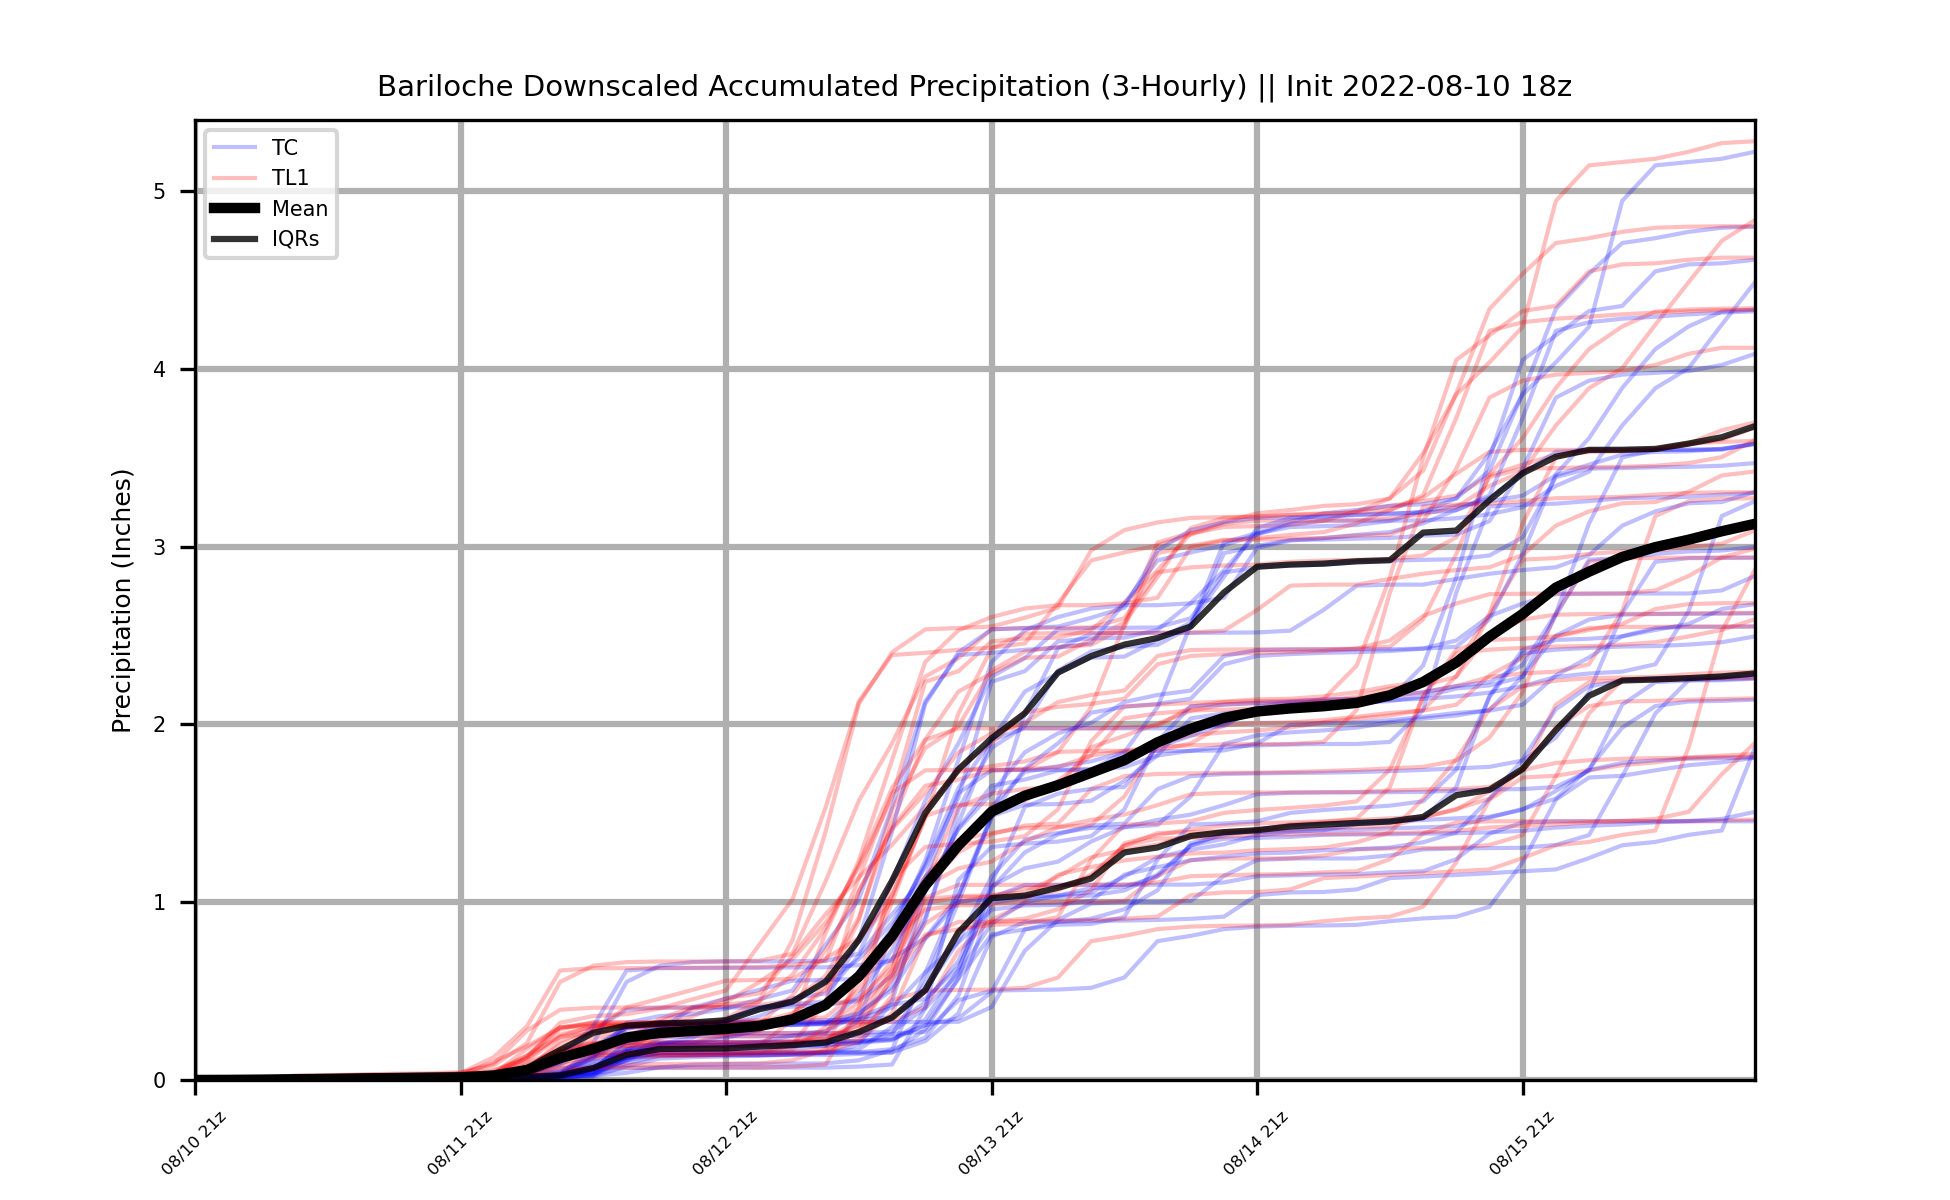 Bariloche Downscaled Accumulated Precipitation (3-Hourly) || Init 2022-08-10 18z
TC
TL1
Mean
IQRs
Precipitation (Inches)
5
4
3
2
1
0
08/10 21z
08/11 21z
08/12 21z
08/13 21z
08/14 21z
08/15 21z